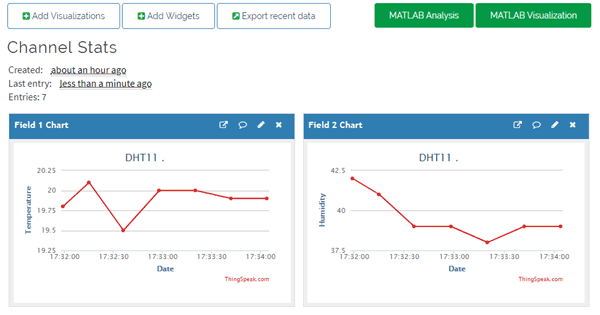 Add Visualizations
Add Widgets
Export recent data
MATLAB Analysis
MATLAB Visualization
Channel Stats
Created: about an hour ago
Last entry: less than a minute ago
Entries: 7
Field 1 Chart
DHT11 .
Temperature
20.25
20
19.75
19.5
19.25
17:32:00 17:32:30 17:33:00 17:33:30 17:34:00
Date
ThingSpeak.com
Field 2 Chart
DHT11 .
Humidity
42.5
40
37.5
17:32:00 17:32:30 17:33:00 17:33:30 17:34:00
Date
ThingSpeak.com